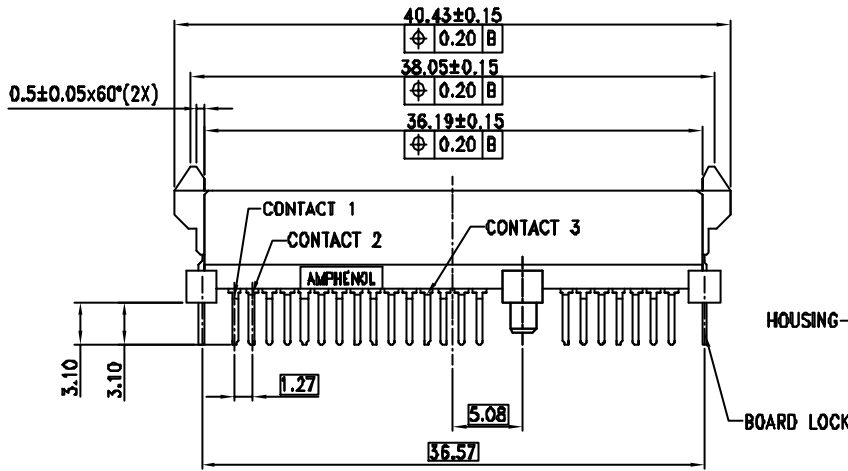 40.43±0.15
⌖ 0.20 B
38.05±0.15
⌖ 0.20 B
0.5±0.05x60°(2X)
36.19±0.15
⌖ 0.20 B
CONTACT 1
CONTACT 2
CONTACT 3
AMPHENOL
HOUSING
3.10
3.10
1.27
5.08
BOARD LOCK
36.57